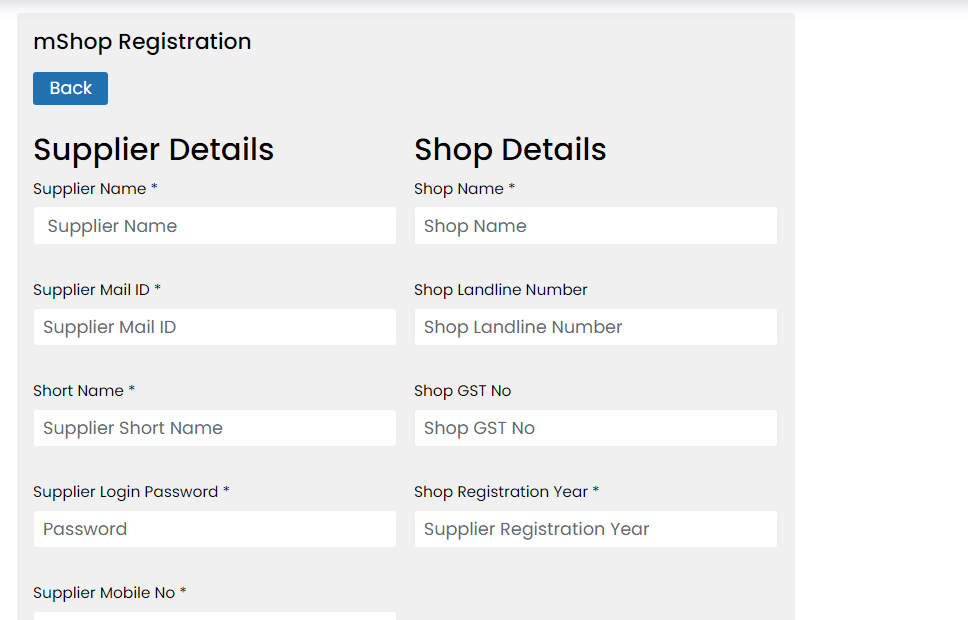 mShop Registration
Back
Supplier Details
Supplier Name *
Supplier Name
Supplier Mail ID *
Supplier Mail ID
Short Name *
Supplier Short Name
Supplier Login Password *
Password
Supplier Mobile No *
Shop Details
Shop Name *
Shop Name
Shop Landline Number
Shop Landline Number
Shop GST No
Shop GST No
Shop Registration Year *
Supplier Registration Year